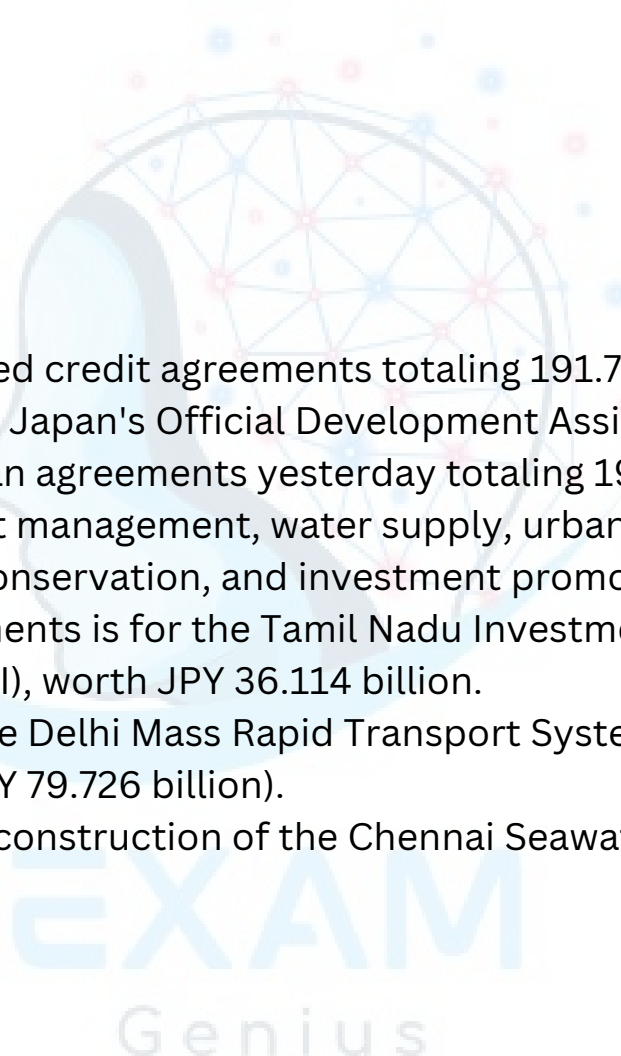 ed credit agreements totaling 191.7
Japan's Official Development Assi
n agreements yesterday totaling 19
t management, water supply, urban
onservation, and investment promo
ents is for the Tamil Nadu Investme
I), worth JPY 36.114 billion.
e Delhi Mass Rapid Transport Syste
Y 79.726 billion).
construction of the Chennai Seawa
EXAM
Genius